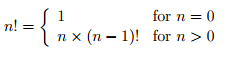 n! = { 1 for n = 0
n × (n − 1)! for n > 0